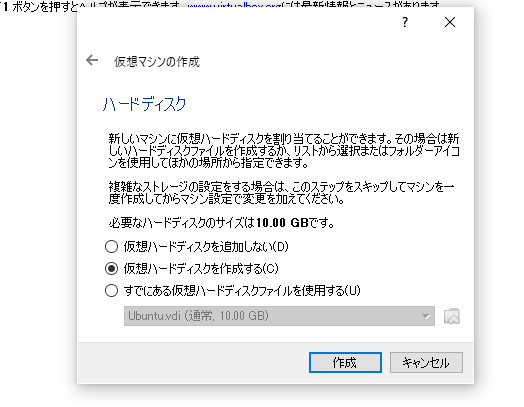 1 ボタンを押すとヘルプが表示できます。 www.virtualbox.orgには最新情報とニュースがあります
?
仮想マシンの作成
ハードディスク
新しいマシンに仮想ハードディスクを割り当てることができます。その場合は新
しいハードディスクファイルを作成するか、リストから選択またはフォルダーアイコ
ンを使用してほかの場所から指定できます。
複雑なストレージの設定をする場合は、このステップをスキップしてマシンを一
度作成してからマシン設定で変更を加えてください。
必要なハードディスクのサイズは10.00 GBです。
仮想ハードディスクを追加しない(D)
仮想ハードディスクを作成する(C)
すでにある仮想ハードディスクファイルを使用する(U)
Ubuntu.vdi (通常, 10.00 GB)
作成 キャンセル